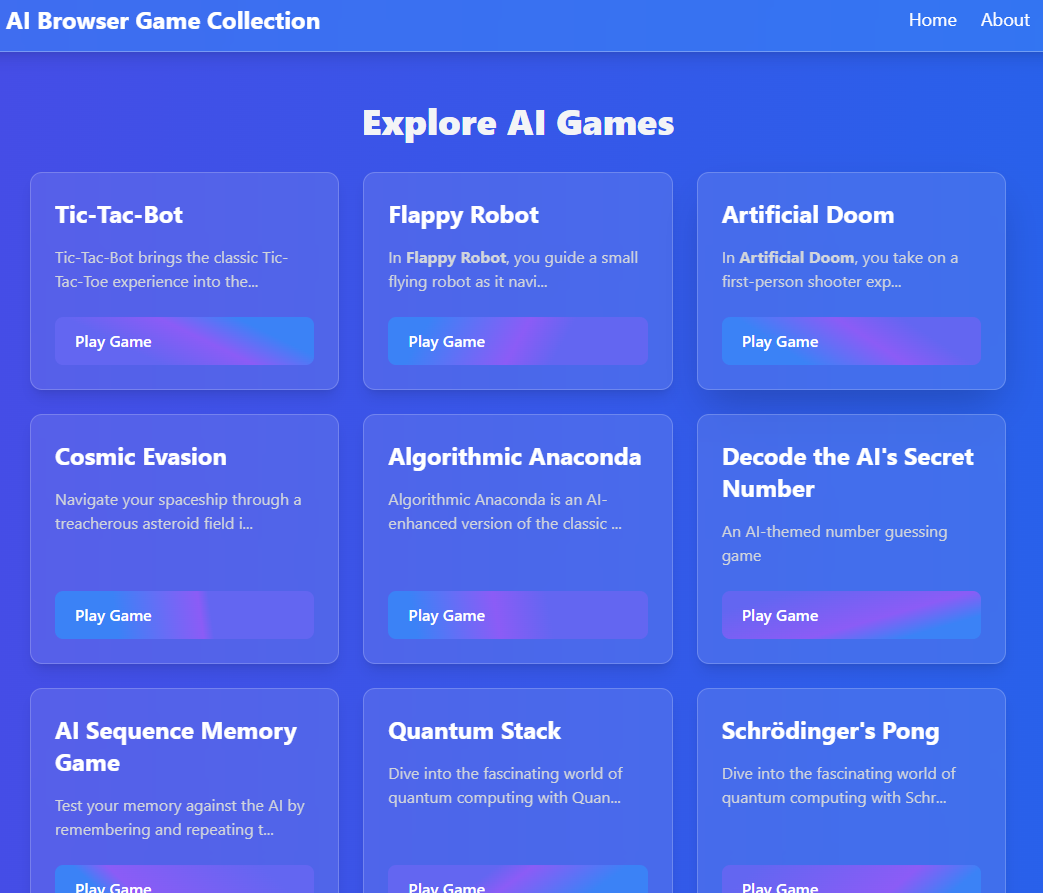 AI Browser Game Collection
Home
About
Explore AI Games
Tic-Tac-Bot
Tic-Tac-Bot brings the classic Tic-
Tac-Toe experience into the...
Play Game
Flappy Robot
In Flappy Robot, you guide a small
flying robot as it navi...
Play Game
Artificial Doom
In Artificial Doom, you take on a
first-person shooter exp...
Play Game
Cosmic Evasion
Navigate your spaceship through a
treacherous asteroid field i...
Play Game
Algorithmic Anaconda
Algorithmic Anaconda is an AI-
enhanced version of the classic ...
Play Game
Decode the AI's Secret
Number
An AI-themed number guessing
game
Play Game
AI Sequence Memory
Game
Test your memory against the AI by
remembering and repeating t...
Play Game
Quantum Stack
Dive into the fascinating world of
quantum computing with Quan...
Play Game
Schrödinger's Pong
Dive into the fascinating world of
quantum computing with Schr...
Play Game